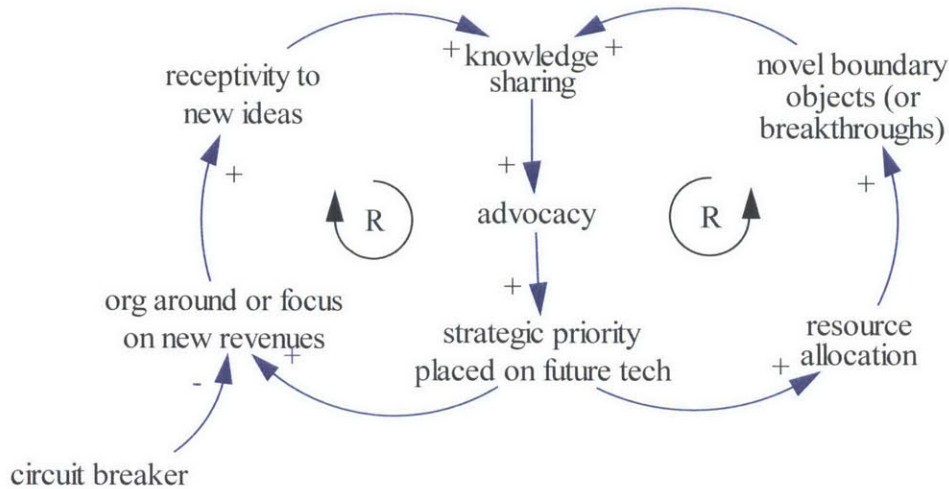 + knowledge +
sharing
receptivity to
new ideas
novel boundary
objects (or
breakthroughs)
+
+
+
R
advocacy
R
+
org around or focus
on new revenues
strategic priority
placed on future tech
resource
allocation
+
-
+
circuit breaker